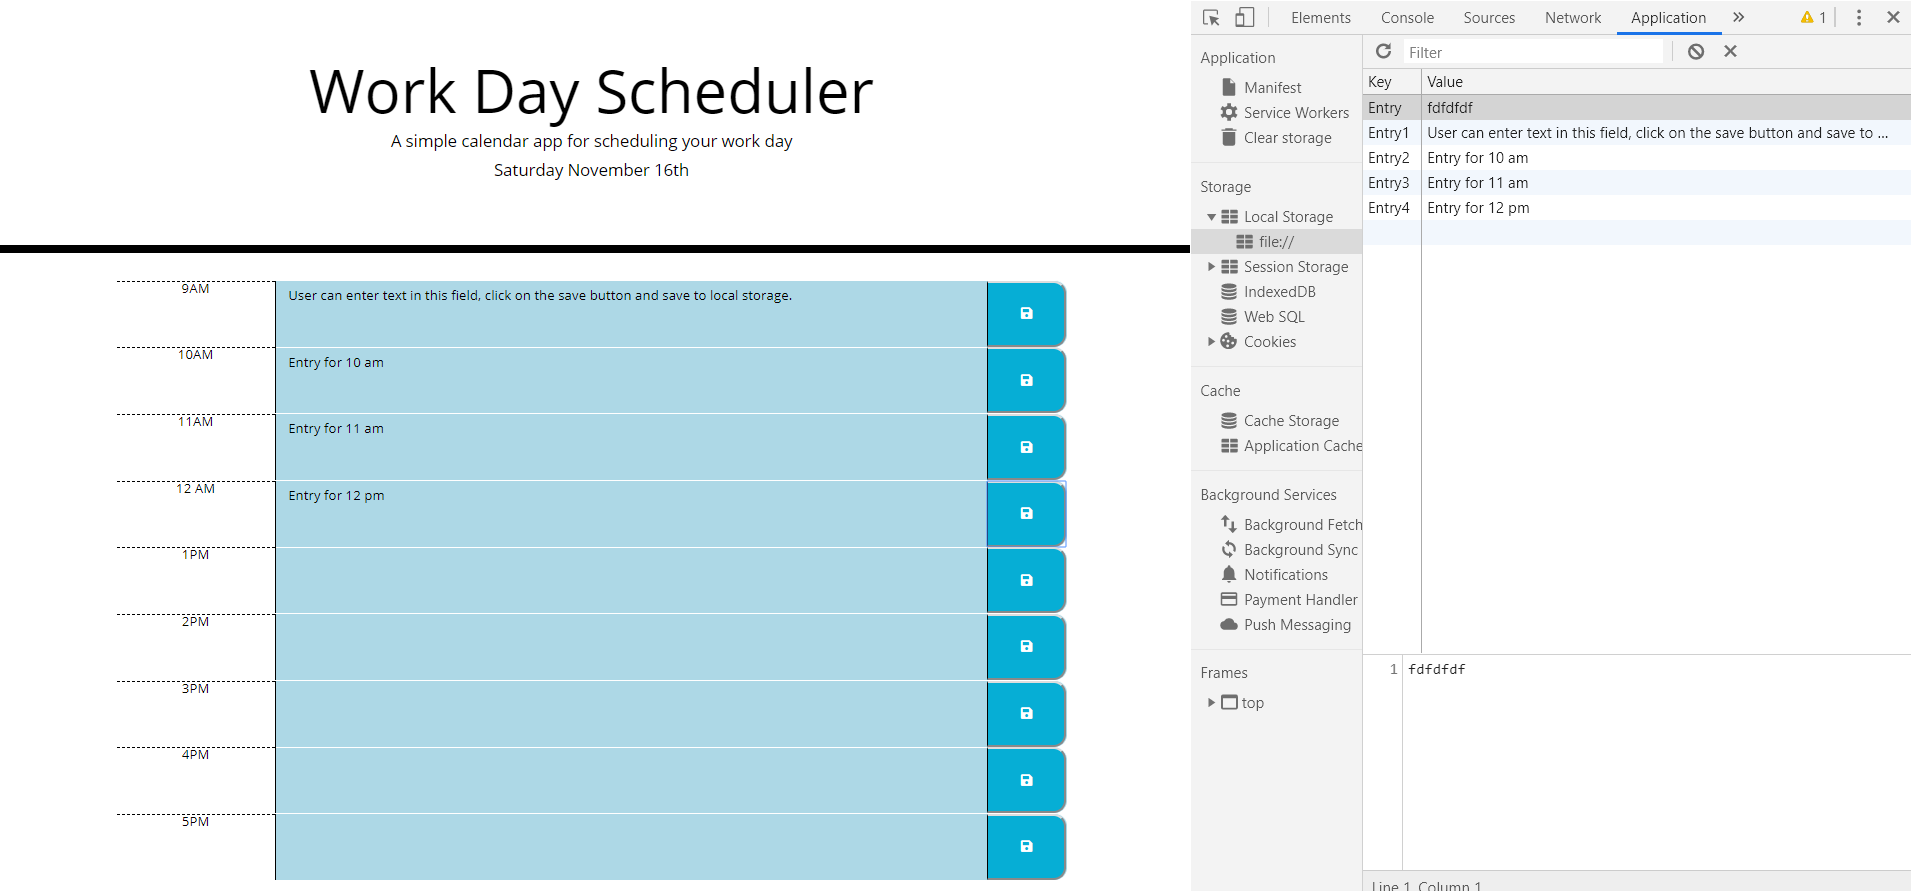 Work Day Scheduler
A simple calendar app for scheduling your work day
Saturday November 16th
9AM User can enter text in this field, click on the save button and save to local storage.
10AM Entry for 10 am
11AM Entry for 11 am
12 AM Entry for 12 pm
1PM
2PM
3PM
4PM
5PM
Elements Console Sources Network Application » 1
Application
Manifest
Service Workers
Clear storage
Storage
Local Storage
file://
Session Storage
IndexedDB
Web SQL
Cookies
Cache
Cache Storage
Application Cache
Background Services
Background Fetch
Background Sync
Notifications
Payment Handler
Push Messaging
Frames
top
Filter
Key Value
Entry fdfdfdf
Entry1 User can enter text in this field, click on the save button and save to ...
Entry2 Entry for 10 am
Entry3 Entry for 11 am
Entry4 Entry for 12 pm
1 fdfdfdf
Line 1, Column 1